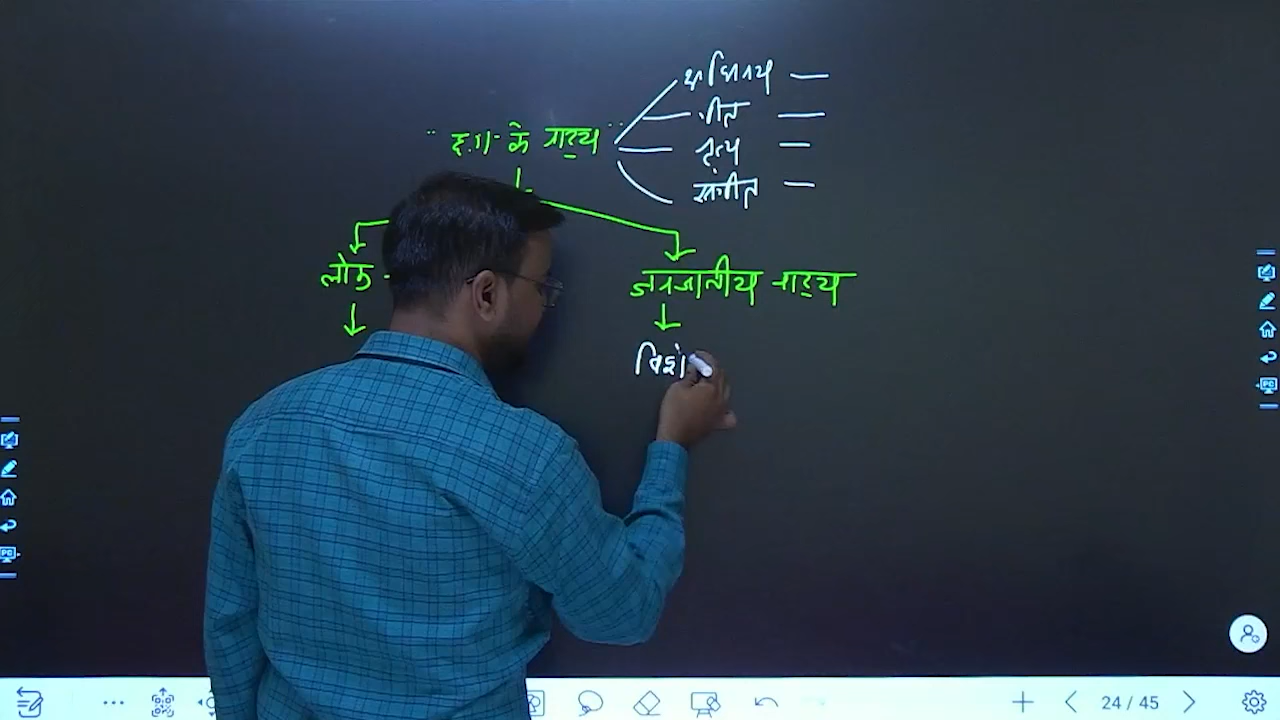 अभिनय —
गीत —
" छ.ग. के नाट्य "
नृत्य —
संगीत —
लोक -
जनजातीय नाट्य
विशे
24 / 45